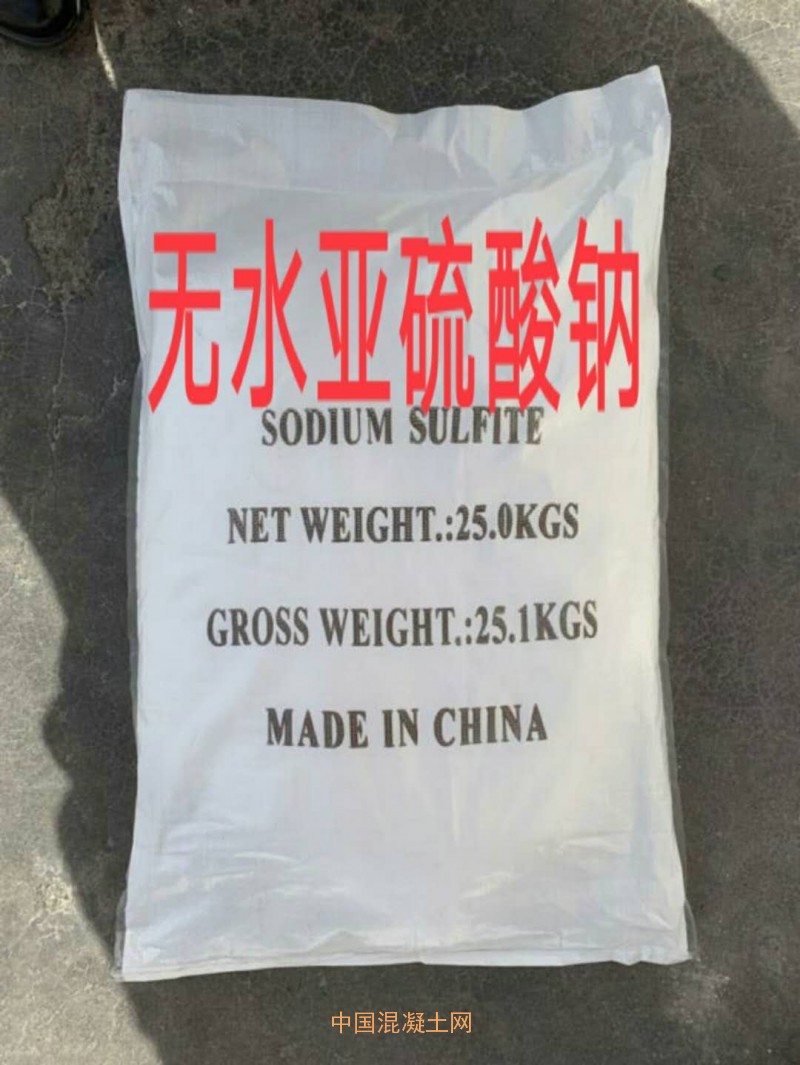 无水亚硫酸钠
SODIUM SULFITE
NET WEIGHT.:25.0KGS
GROSS WEIGHT.:25.1KGS
MADE IN CHINA
中国混凝土网